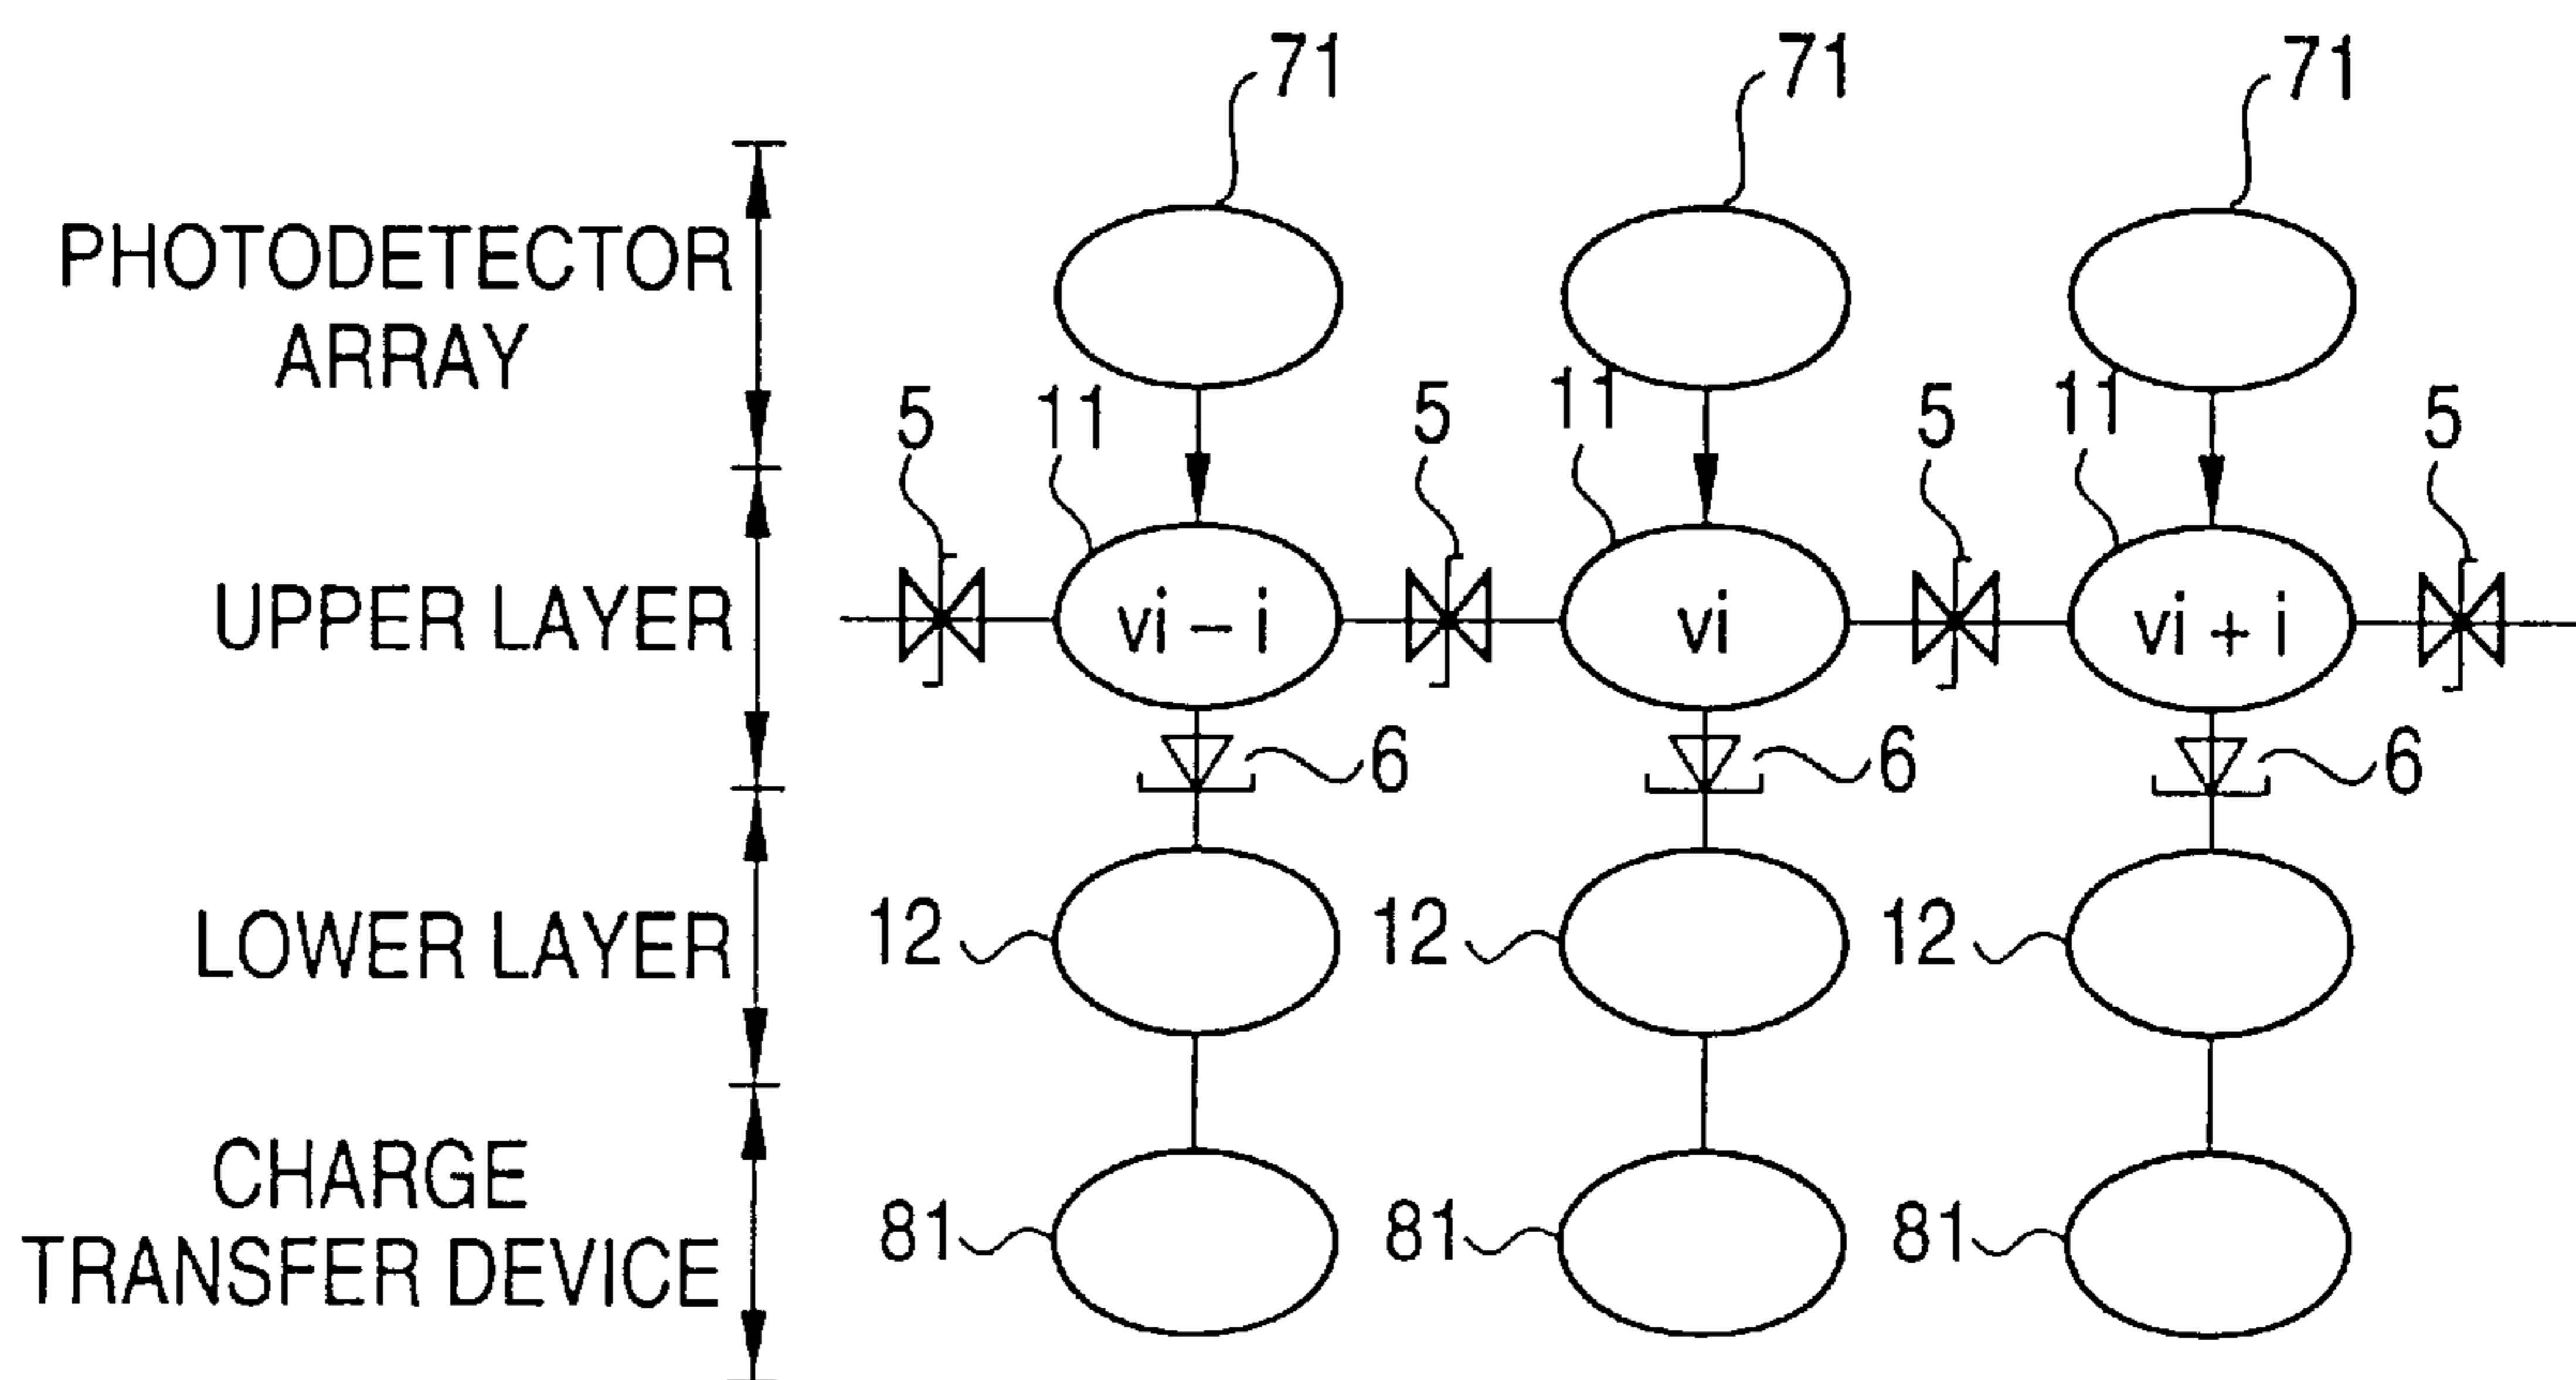 71 71 71
PHOTODETECTOR
ARRAY
5 11 5 11 5 11 5
UPPER LAYER
vi – i vi vi + i
6 6 6
LOWER LAYER
12 12 12
CHARGE
TRANSFER DEVICE
81 81 81